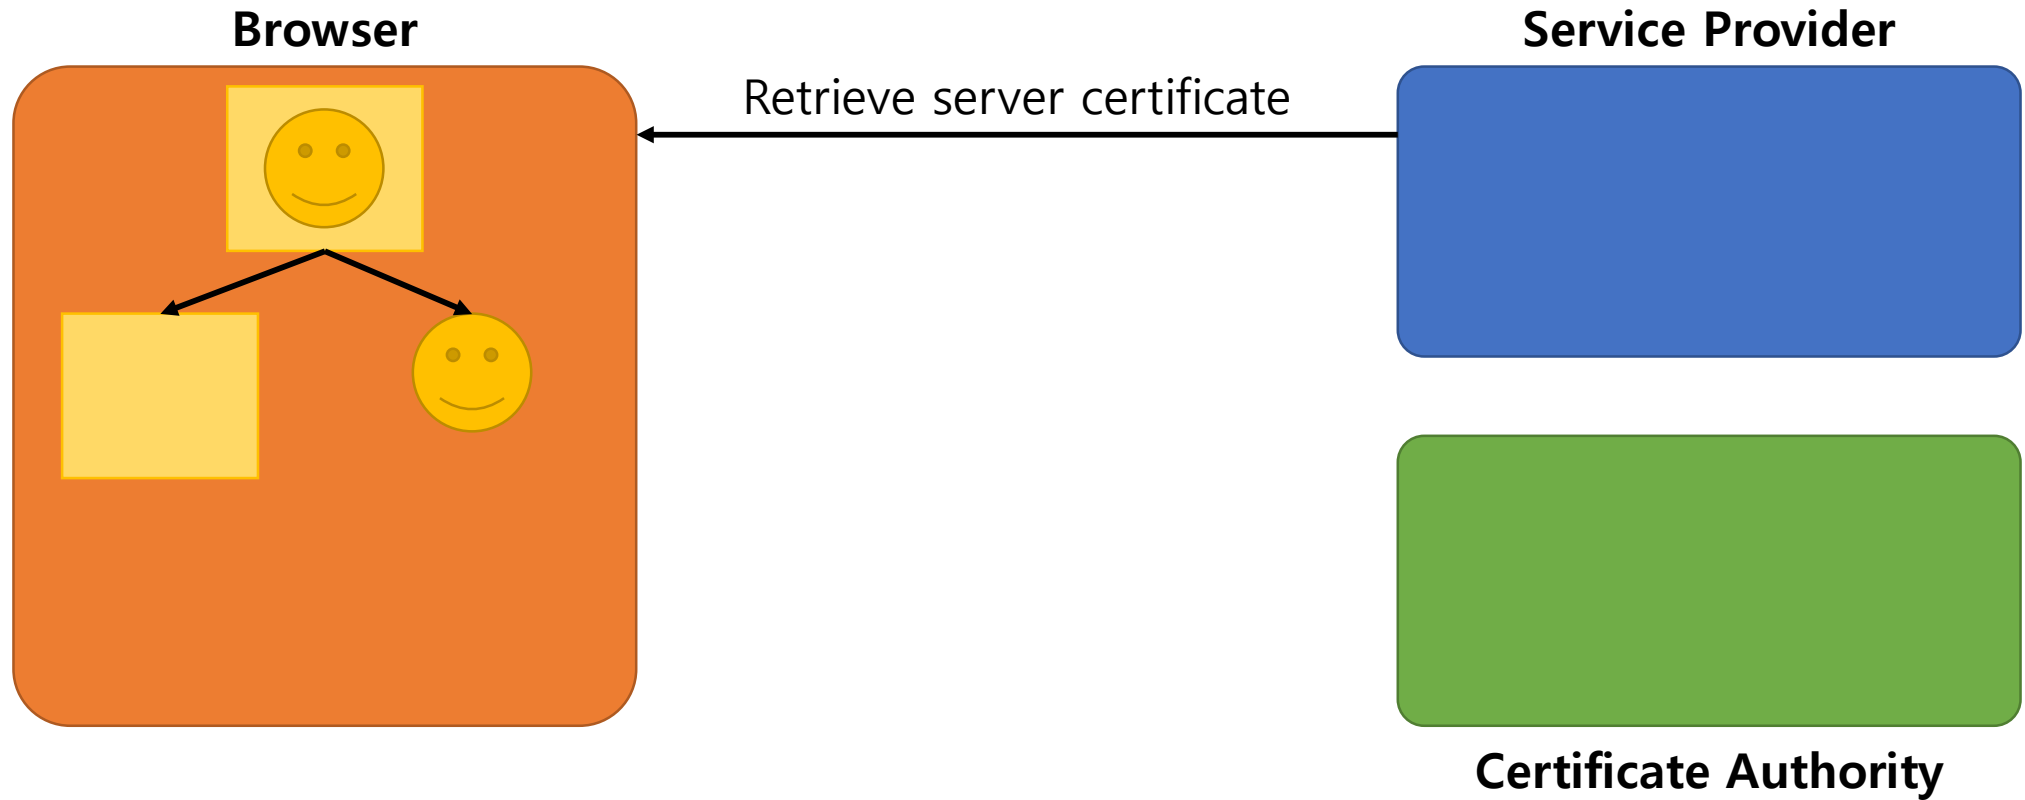 Browser
Service Provider
Retrieve server certificate
Certificate Authority